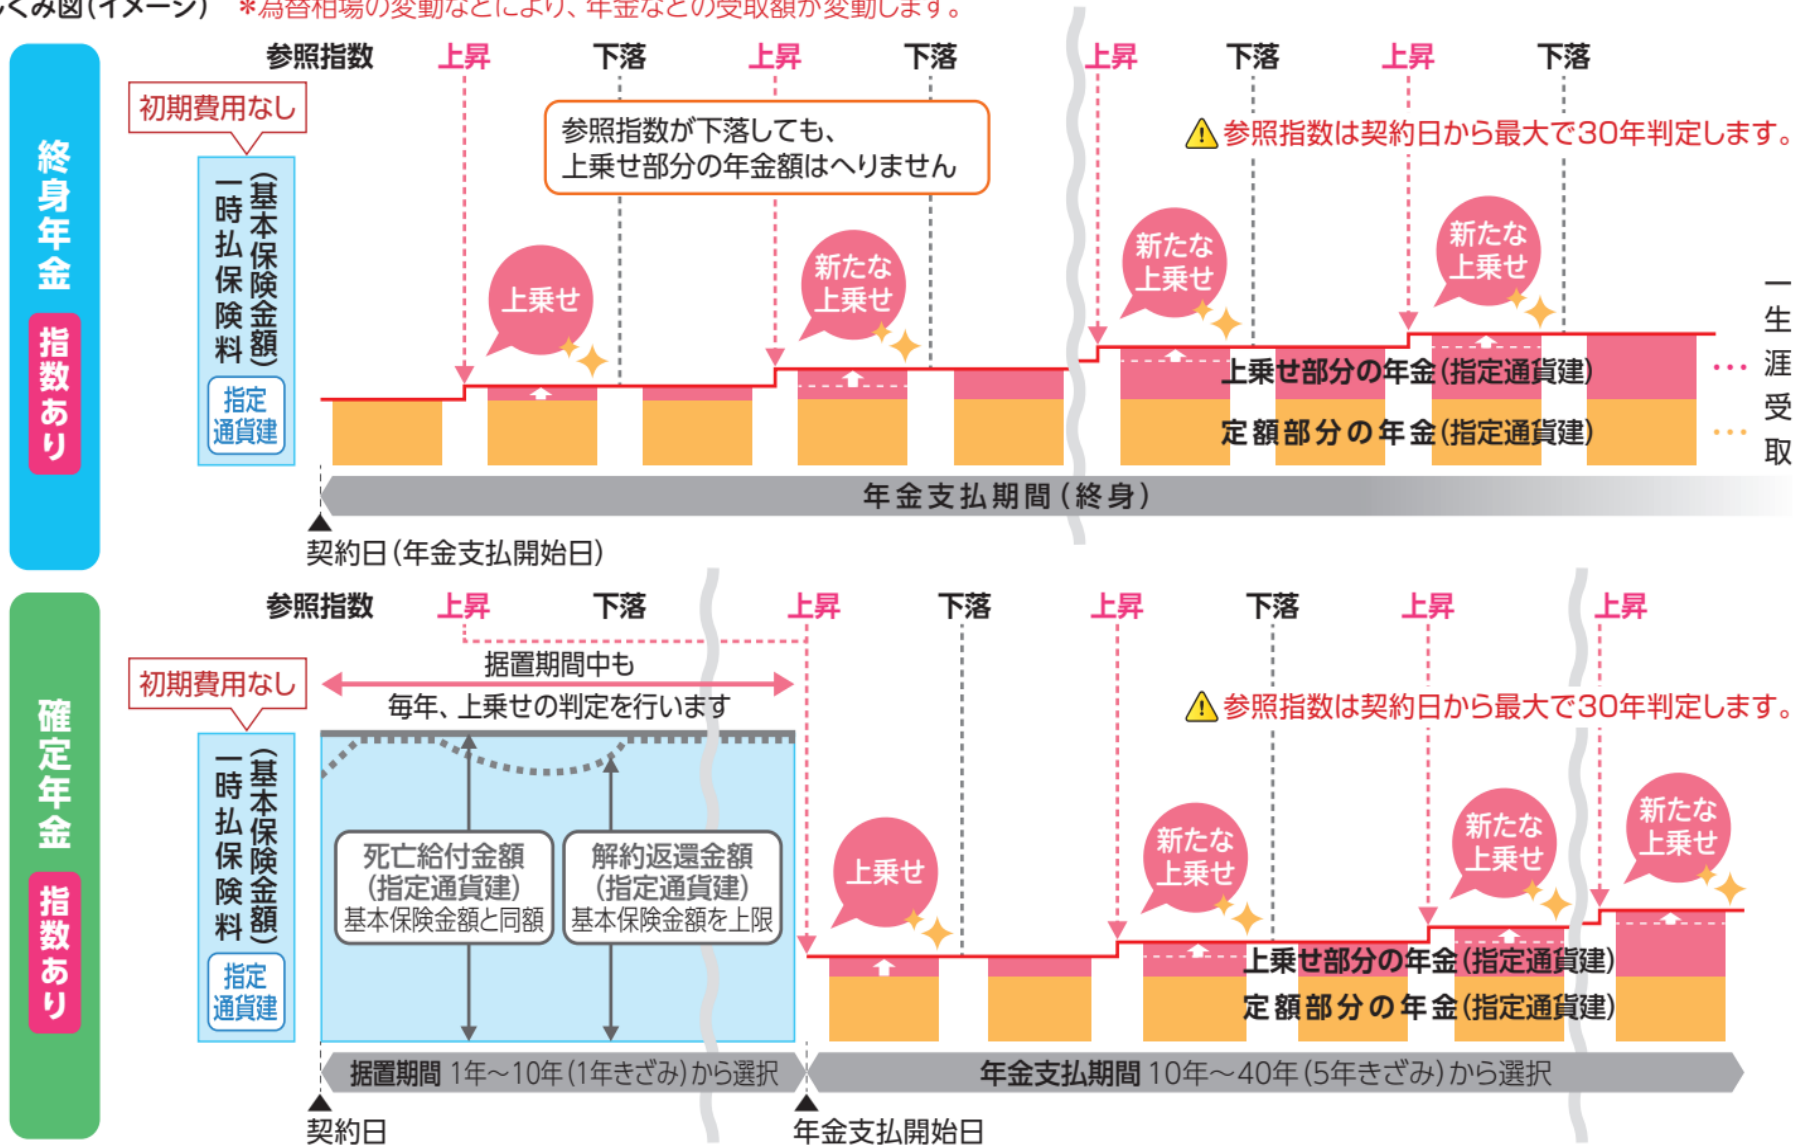 くみ図(イメージ) *為替相場の変動などにより、年金などの受取額が変動します。
終身年金
指数あり
参照指数 上昇 下落 上昇 下落 上昇 下落 上昇 下落
初期費用なし
一時払保険料
(基本保険金額)
指定
通貨建
参照指数が下落しても、
上乗せ部分の年金額はへりません
⚠参照指数は契約日から最大で30年判定します。
上乗せ
新たな
上乗せ
新たな
上乗せ
新たな
上乗せ
上乗せ部分の年金(指定通貨建)
定額部分の年金(指定通貨建)
…
…
一生涯受取
年金支払期間(終身)
▲
契約日(年金支払開始日)
確定年金
指数あり
参照指数 上昇 下落 上昇 下落 上昇 下落 上昇 上昇
初期費用なし
一時払保険料
(基本保険金額)
指定
通貨建
据置期間中も
毎年、上乗せの判定を行います
⚠参照指数は契約日から最大で30年判定します。
死亡給付金額
(指定通貨建)
基本保険金額と同額
解約返還金額
(指定通貨建)
基本保険金額を上限
上乗せ
新たな
上乗せ
新たな
上乗せ
新たな
上乗せ
上乗せ部分の年金(指定通貨建)
定額部分の年金(指定通貨建)
据置期間 1年～10年(1年きざみ)から選択
年金支払期間 10年～40年(5年きざみ)から選択
▲ ▲
契約日 年金支払開始日